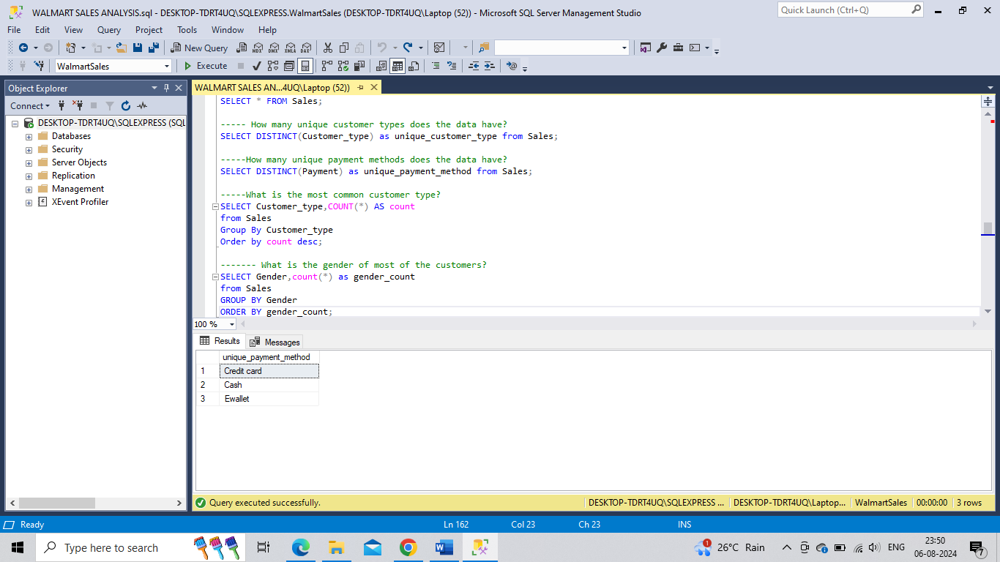 WALMART SALES ANALYSIS.sql - DESKTOP-TDRT4UQ\SQLEXPRESS.WalmartSales (DESKTOP-TDRT4UQ\Laptop (52)) - Microsoft SQL Server Management Studio
Quick Launch (Ctrl+Q)
File Edit View Query Project Tools Window Help
New Query MDX DMX XMLA DAX
WalmartSales Execute
Object Explorer
WALMART SALES AN...4UQ\Laptop (52))
Connect
DESKTOP-TDRT4UQ\SQLEXPRESS (SQL
Databases
Security
Server Objects
Replication
Management
XEvent Profiler
SELECT * FROM Sales;
----- How many unique customer types does the data have?
SELECT DISTINCT(Customer_type) as unique_customer_type from Sales;
-----How many unique payment methods does the data have?
SELECT DISTINCT(Payment) as unique_payment_method from Sales;
-----What is the most common customer type?
SELECT Customer_type,COUNT(*) AS count
from Sales
Group By Customer_type
Order by count desc;
------- What is the gender of most of the customers?
SELECT Gender,count(*) as gender_count
from Sales
GROUP BY Gender
ORDER BY gender_count;
100 %
Results Messages
unique_payment_method
1 Credit card
2 Cash
3 Ewallet
Query executed successfully. DESKTOP-TDRT4UQ\SQLEXPRESS ... DESKTOP-TDRT4UQ\Laptop... WalmartSales 00:00:00 3 rows
Ready Ln 162 Col 23 Ch 23 INS
Type here to search
1 26°C Rain ENG 23:50
06-08-2024 7